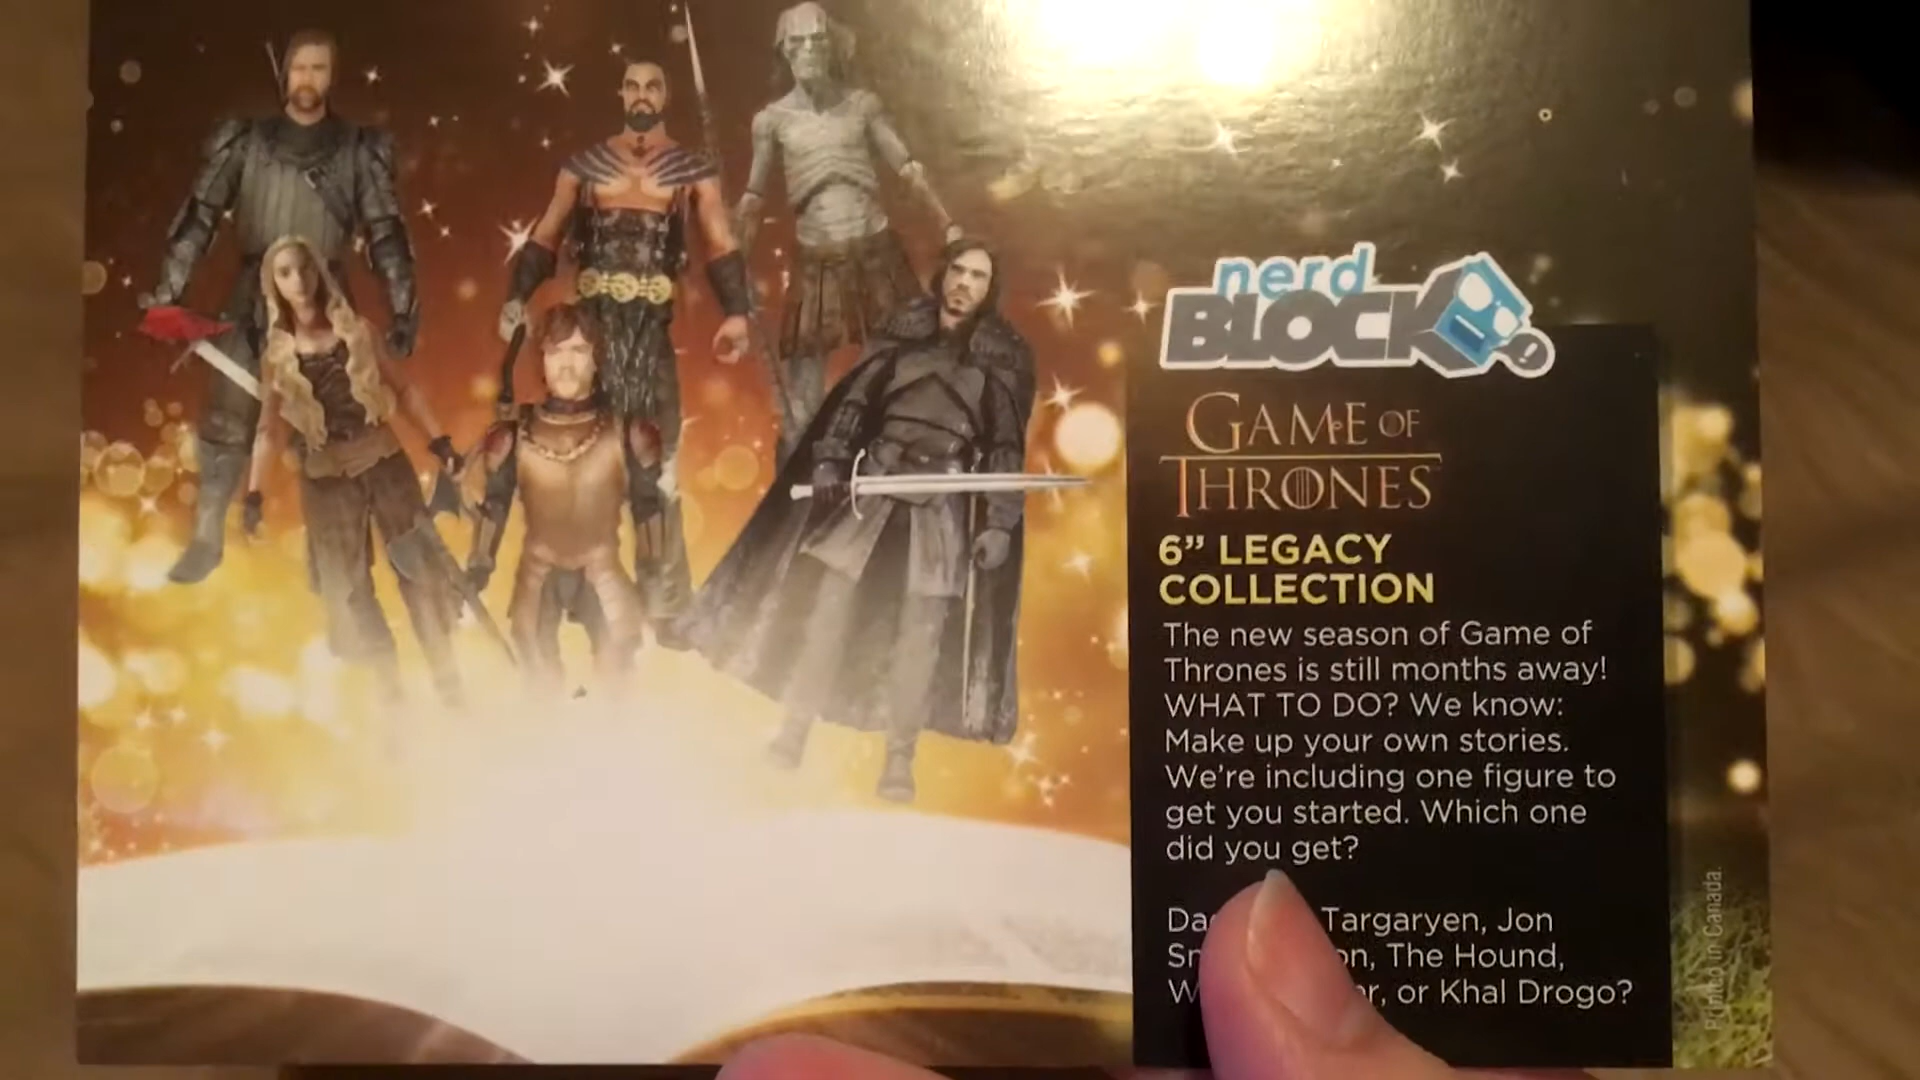 nerd
BLOCK
GAME OF
THRONES
6” LEGACY
COLLECTION
The new season of Game of
Thrones is still months away!
WHAT TO DO? We know:
Make up your own stories.
We’re including one figure to
get you started. Which one
did you get?
Targaryen, Jon
The Hound,
or Khal Drogo?
Printed in Canada.